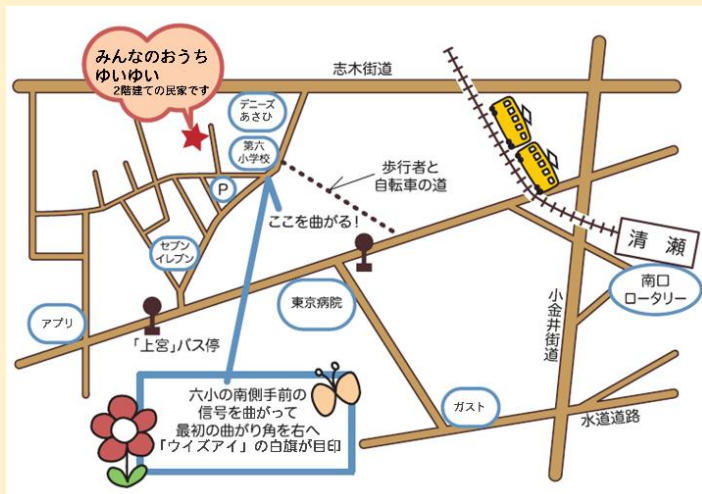 みんなのおうち
ゆいゆい
2階建ての民家です
志木街道
デニーズ
あさひ
第六
小学校
P
歩行者と
自転車の道
ここを曲がる!
セブン
イレブン
清瀬
南口
ロータリー
東京病院
小金井街道
アプリ
「上宮」バス停
六小の南側手前の
信号を曲がって
最初の曲がり角を右へ
「ウイズアイ」の白旗が目印
ガスト
水道道路